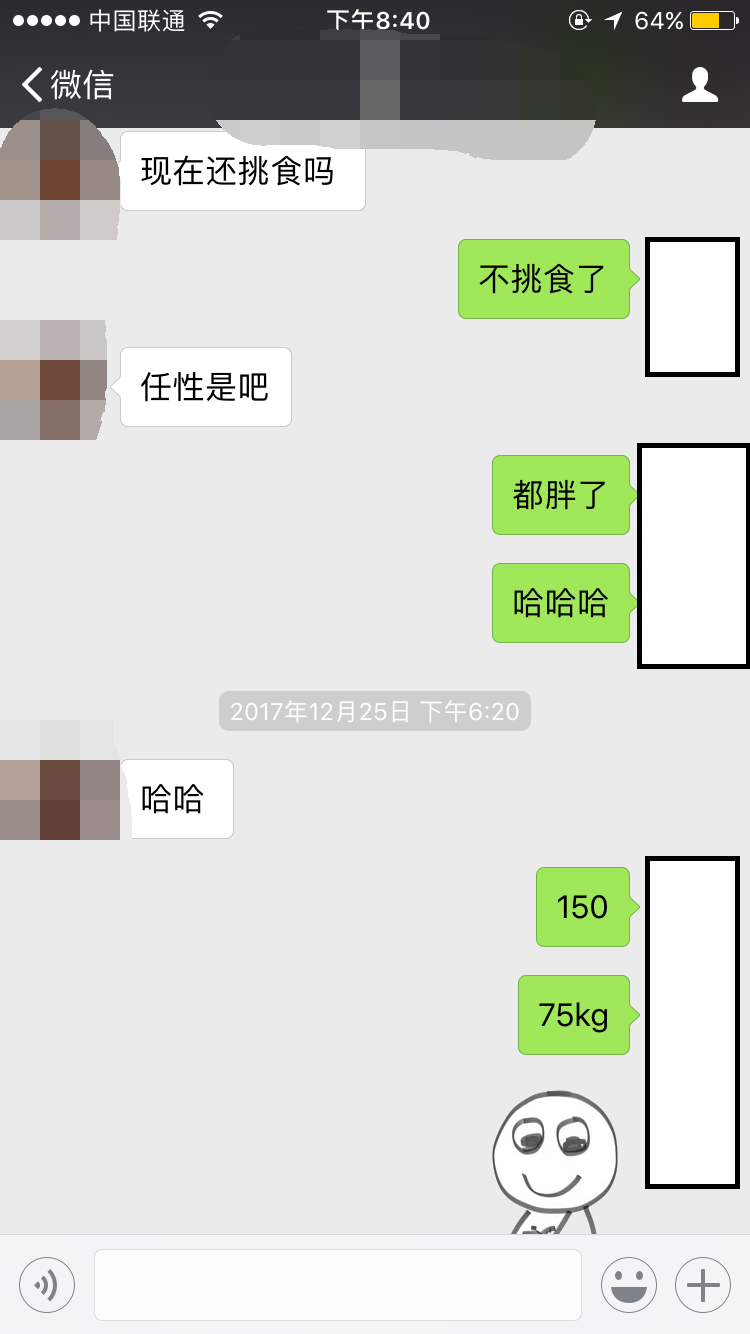 中国联通 下午8:40 64%
微信
现在还挑食吗
不挑食了
任性是吧
都胖了
哈哈哈
2017年12月25日 下午6:20
哈哈
150
75kg